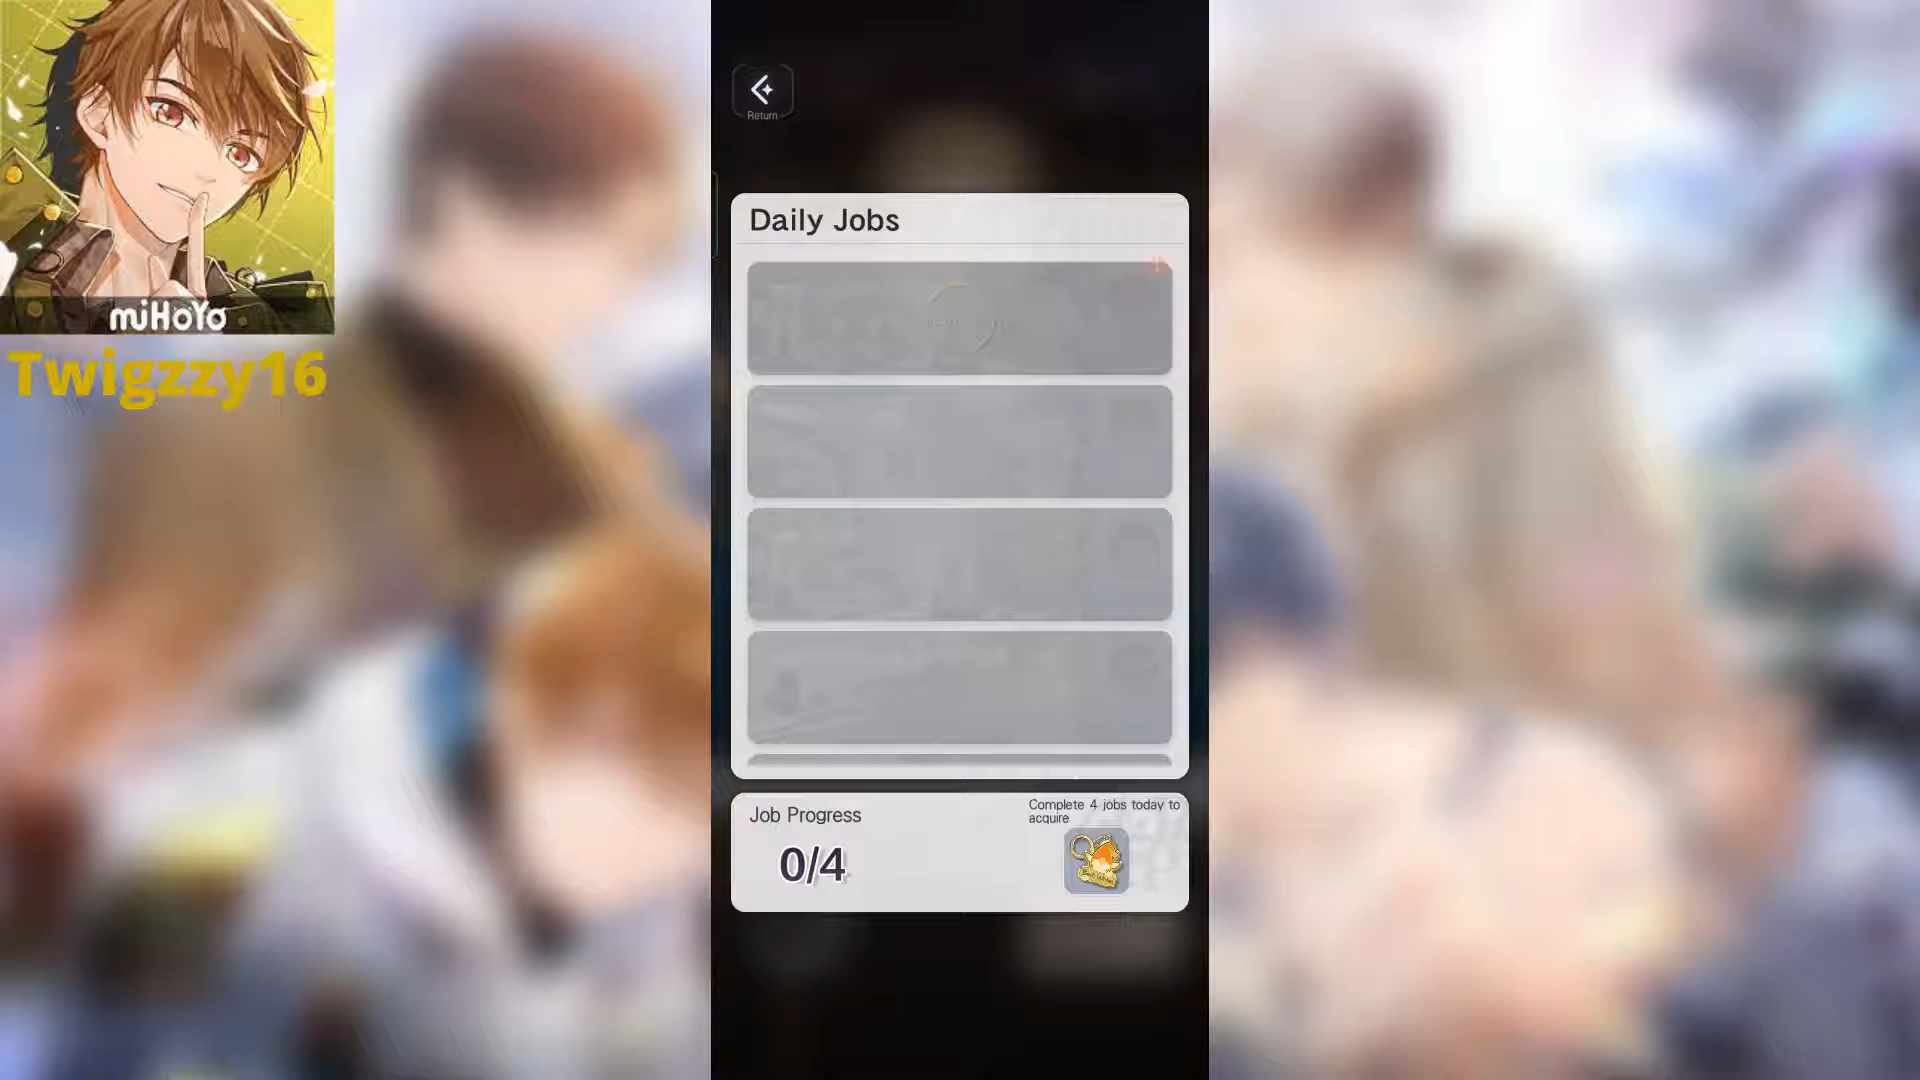 miHoYo
Twigzzy16
Return
Daily Jobs
Job Progress
0/4
Complete 4 jobs today to
acquire